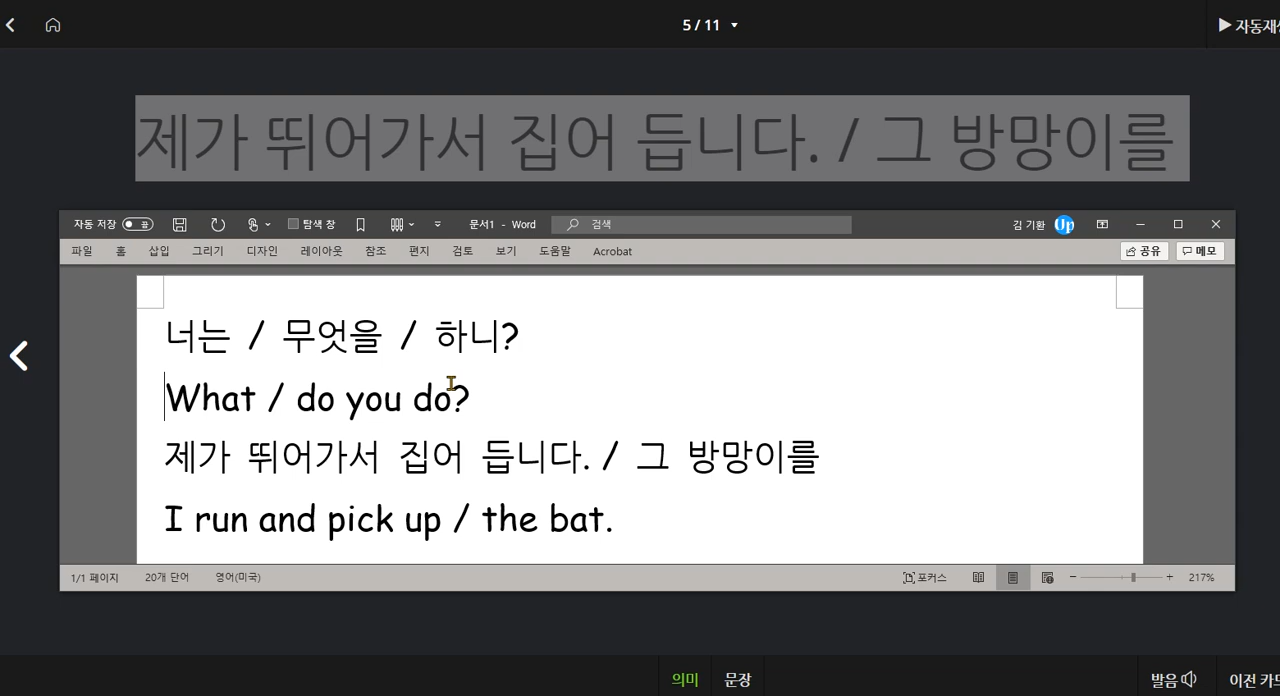 5 / 11
자동재생
제가 뛰어가서 집어 듭니다. / 그 방망이를
자동 저장 끔 탐색 창 문서1 - Word 검색 김 기환 Up
파일 홈 삽입 그리기 디자인 레이아웃 참조 편지 검토 보기 도움말 Acrobat 공유 메모
너는 / 무엇을 / 하니?
What / do you do?
제가 뛰어가서 집어 듭니다. / 그 방망이를
I run and pick up / the bat.
1/1 페이지 20개 단어 영어(미국) 포커스 217%
의미 문장 발음 이전 카드